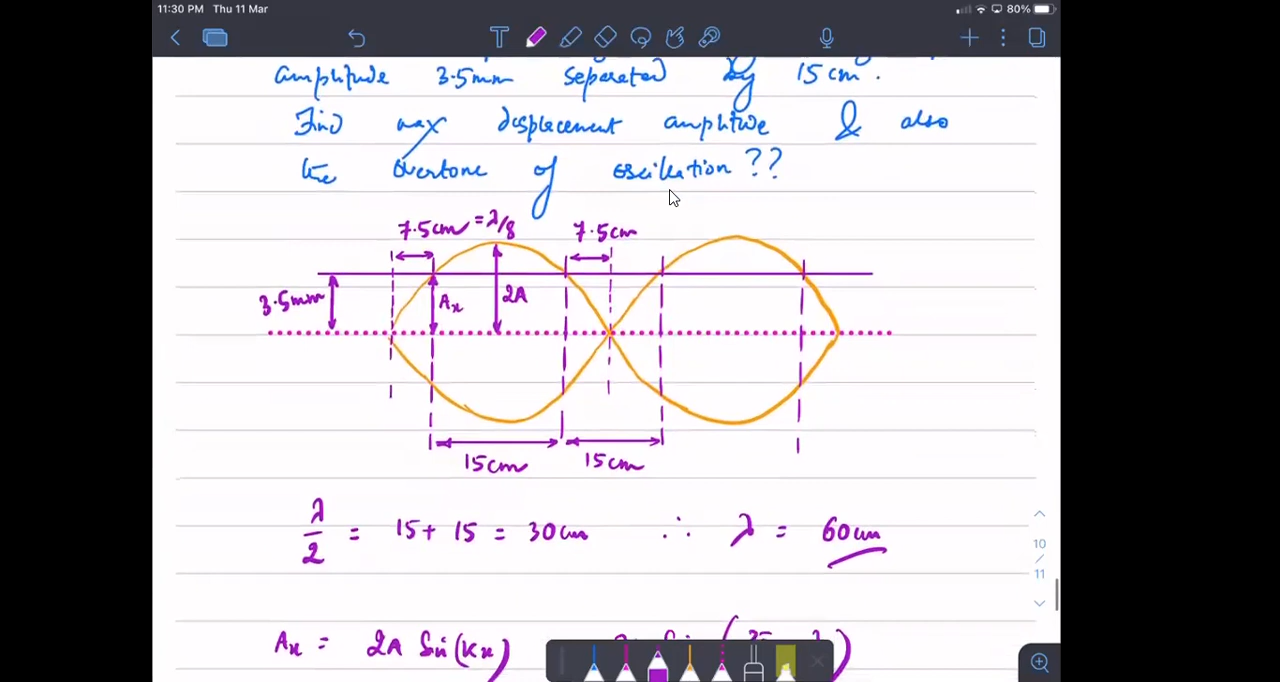 11:30 PM Thu 11 Mar 80%
amplitude 3.5mm separated by 15 cm.
Find max displacement amplitude & also
the overtone of oscillation ??
7.5cm = λ/8 7.5cm
3.5mm Ax 2A
15cm 15cm
λ/2 = 15 + 15 = 30cm ∴ λ = 60cm
10
/
11
Ax = 2A Sin(Kx)